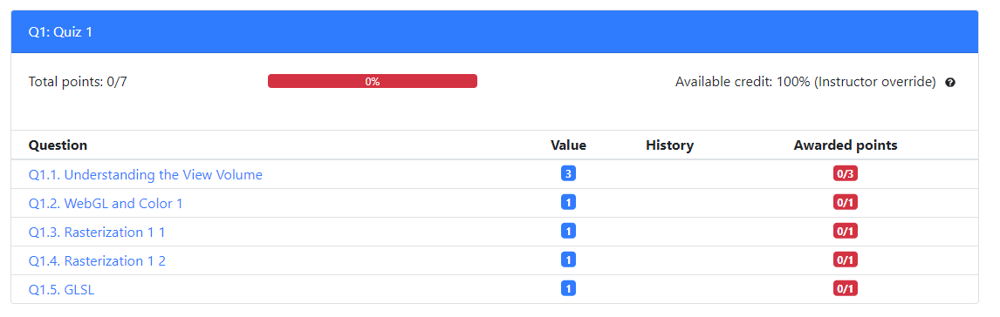 Q1: Quiz 1
Total points: 0/7 0% Available credit: 100% (Instructor override)
Question Value History Awarded points
Q1.1. Understanding the View Volume 3 0/3
Q1.2. WebGL and Color 1 1 0/1
Q1.3. Rasterization 1 1 1 0/1
Q1.4. Rasterization 1 2 1 0/1
Q1.5. GLSL 1 0/1